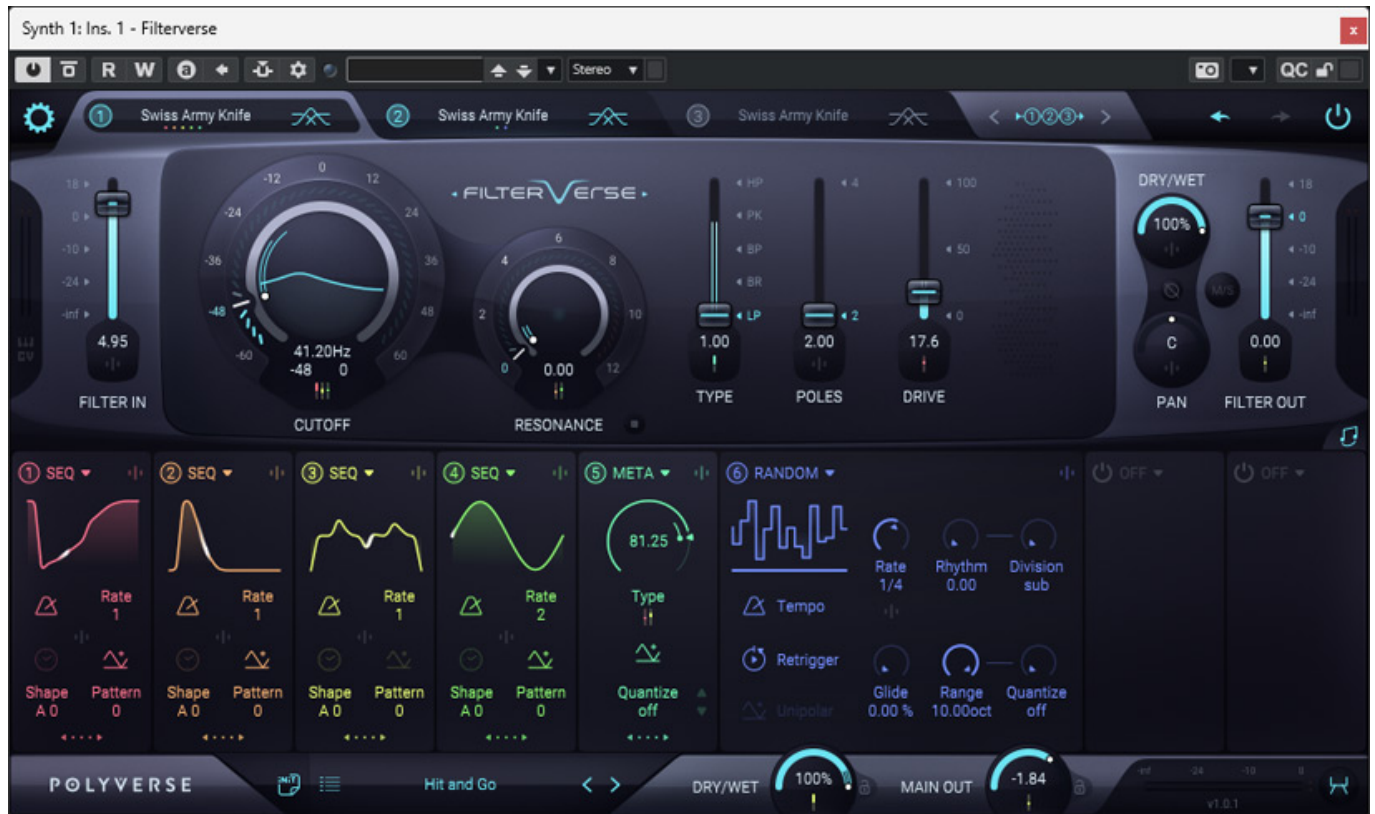 Synth 1: Ins. 1 - Filterverse
x
R W a Stereo QC
1 Swiss Army Knife 2 Swiss Army Knife 3 Swiss Army Knife < 1 2 3 >
FILTERVERSE
18
0
-10
-24
-inf
4.95
FILTER IN
-60 -48 -36 -24 -12 0 12 24 36 48 60
41.20Hz
-48 0
CUTOFF
0 2 4 6 8 10 12
0.00
RESONANCE
HP
PK
BP
BR
LP
1.00
TYPE
4
2
2.00
POLES
100
50
0
17.6
DRIVE
DRY/WET
100%
M/S
C
PAN
18
0
-10
-24
-inf
0.00
FILTER OUT
1 SEQ 2 SEQ 3 SEQ 4 SEQ 5 META 6 RANDOM OFF OFF
Rate
1
Shape Pattern
A 0 0
Rate
1
Shape Pattern
A 0 0
Rate
1
Shape Pattern
A 0 0
Rate
2
Shape Pattern
A 0 0
81.25
Type
Quantize
off
Rate Rhythm Division
1/4 0.00 sub
Tempo
Retrigger
Unipolar
Glide Range Quantize
0.00 % 10.00oct off
POLYVERSE INIT Hit and Go < > DRY/WET 100% MAIN OUT -1.84
-inf -24 -10 0
v1.0.1